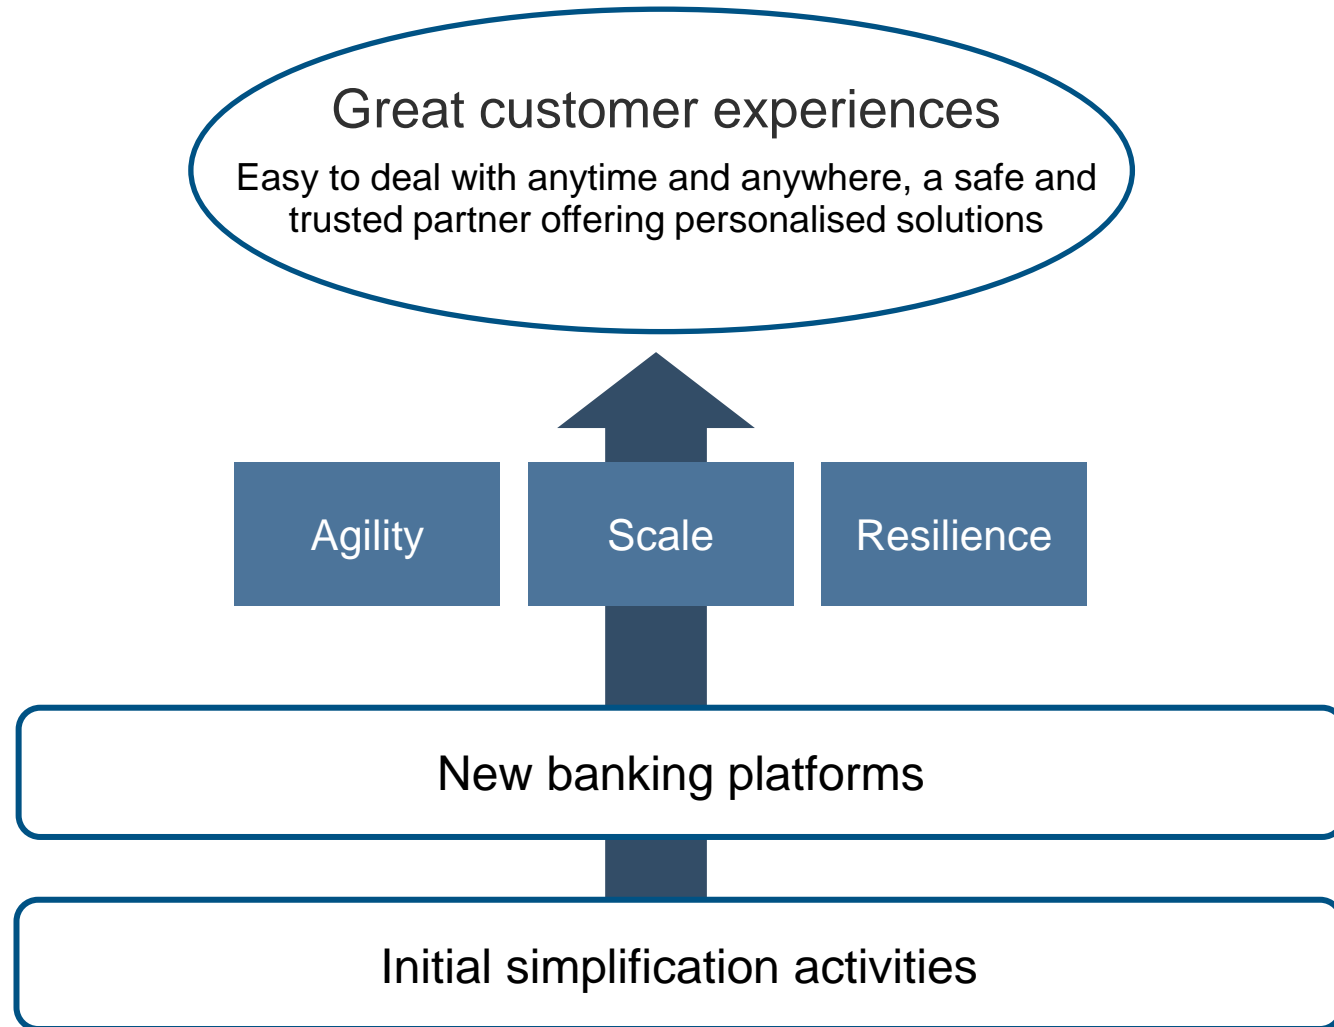 Great customer experiences
Easy to deal with anytime and anywhere, a safe and
trusted partner offering personalised solutions
Agility
Scale
Resilience
New banking platforms
Initial simplification activities